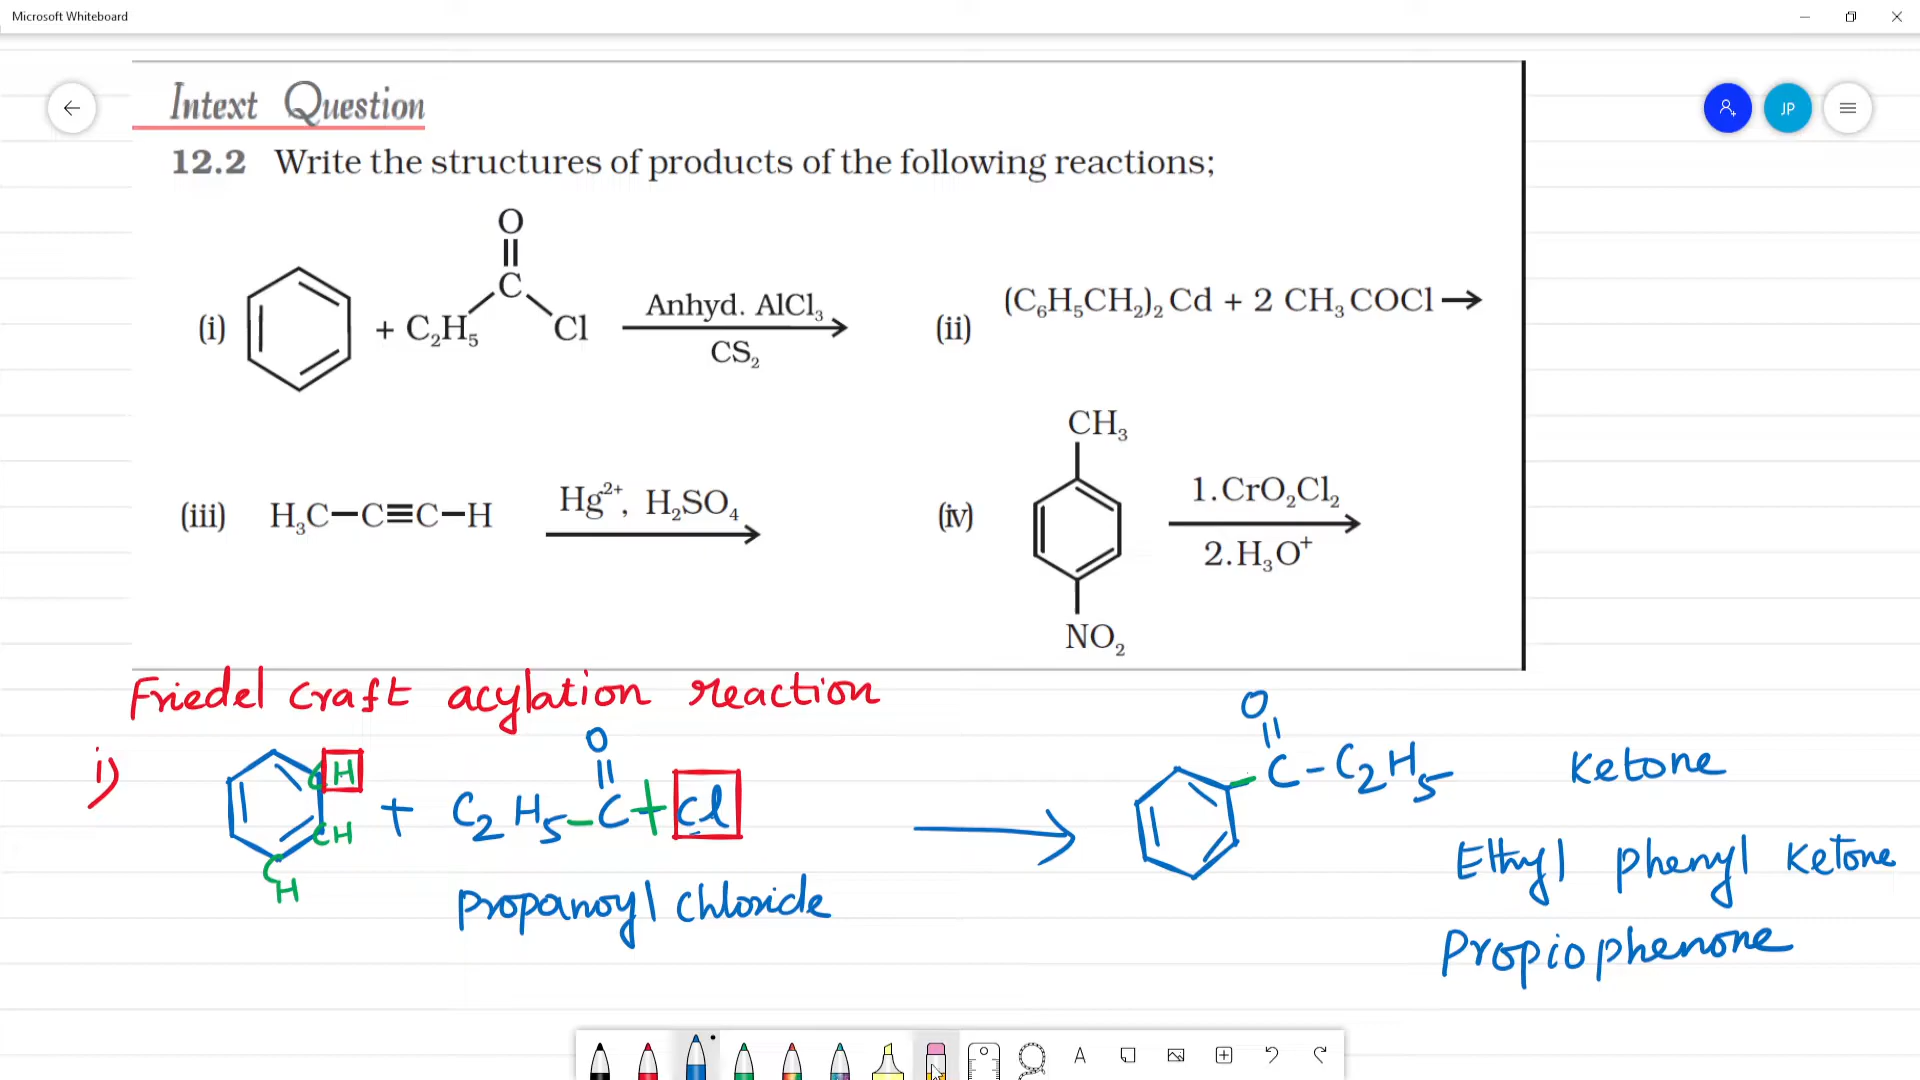 Microsoft Whiteboard
JP
Intext Question
12.2 Write the structures of products of the following reactions;
(i) + C₂H₅ C O Cl Anhyd. AlCl₃ CS₂
(ii) (C₆H₅CH₂)₂ Cd + 2 CH₃COCl→
(iii) H₃C—C≡C—H Hg²⁺, H₂SO₄
(iv) CH₃ NO₂ 1.CrO₂Cl₂ 2.H₃O⁺
Friedel craft acylation reaction
i) H H H + C₂H₅–C O + Cl → O C–C₂H₅ Ketone
Propanoyl chloride
Ethyl phenyl Ketone
Propiophenone
A